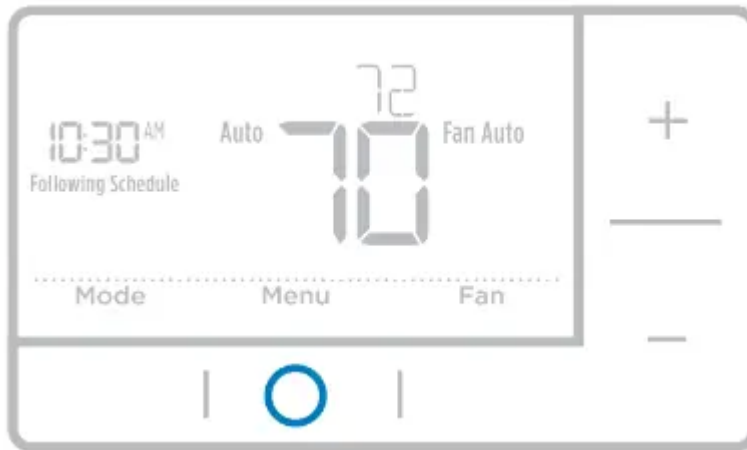 72
10:30 AM Auto 70 Fan Auto
Following Schedule
Mode Menu Fan
+
−